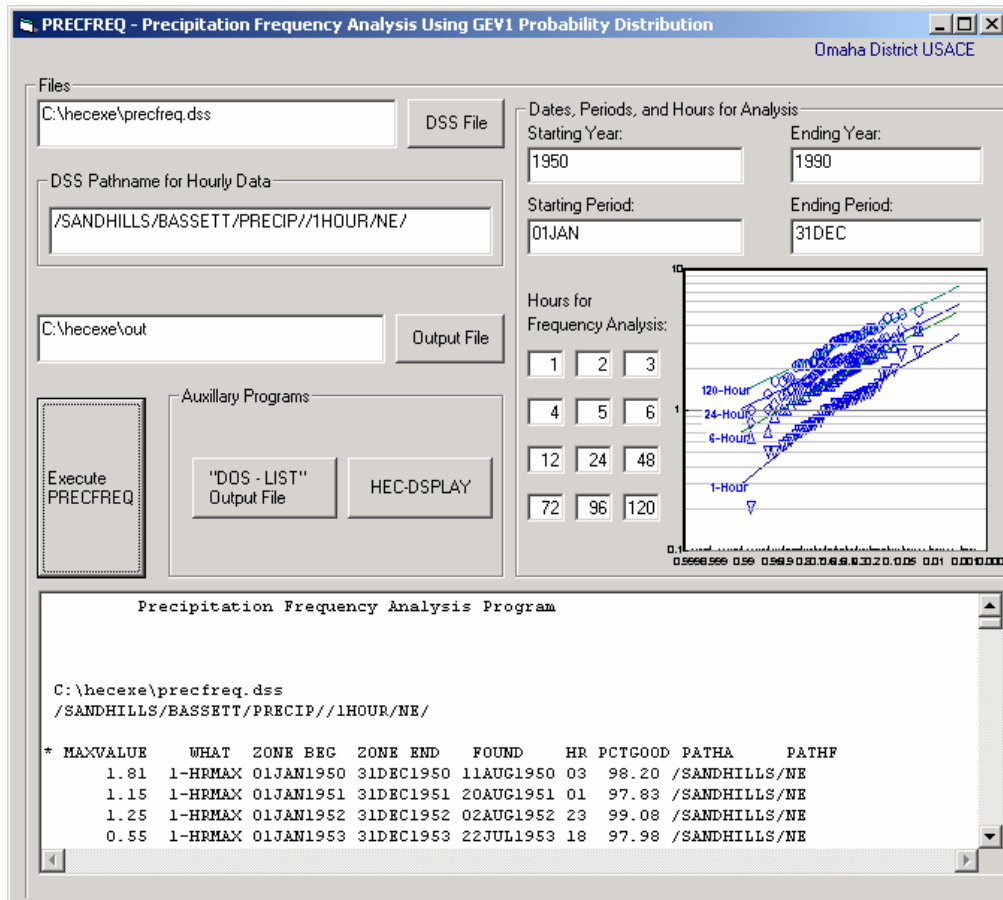 PRECFREQ - Precipitation Frequency Analysis Using GEV1 Probability Distribution
Omaha District USACE
Files
C:\hecexe\precfreq.dss
DSS File
DSS Pathname for Hourly Data
/SANDHILLS/BASSETT/PRECIP//1HOUR/NE/
C:\hecexe\out
Output File
Execute
PRECFREQ
Auxillary Programs
"DOS - LIST"
Output File
HEC-DSPLAY
Dates, Periods, and Hours for Analysis
Starting Year:
Ending Year:
1950
1990
Starting Period:
Ending Period:
01JAN
31DEC
Hours for
Frequency Analysis:
1 2 3
4 5 6
12 24 48
72 96 120
10
120-Hour
1
24-Hour
6-Hour
1-Hour
0.1
0.99 0.01
Precipitation Frequency Analysis Program
C:\hecexe\precfreq.dss
/SANDHILLS/BASSETT/PRECIP//1HOUR/NE/
* MAXVALUE WHAT ZONE BEG ZONE END FOUND HR PCTGOOD PATHA PATHF
1.81 1-HRMAX 01JAN1950 31DEC1950 11AUG1950 03 98.20 /SANDHILLS/NE
1.15 1-HRMAX 01JAN1951 31DEC1951 20AUG1951 01 97.83 /SANDHILLS/NE
1.25 1-HRMAX 01JAN1952 31DEC1952 02AUG1952 23 99.08 /SANDHILLS/NE
0.55 1-HRMAX 01JAN1953 31DEC1953 22JUL1953 18 97.98 /SANDHILLS/NE